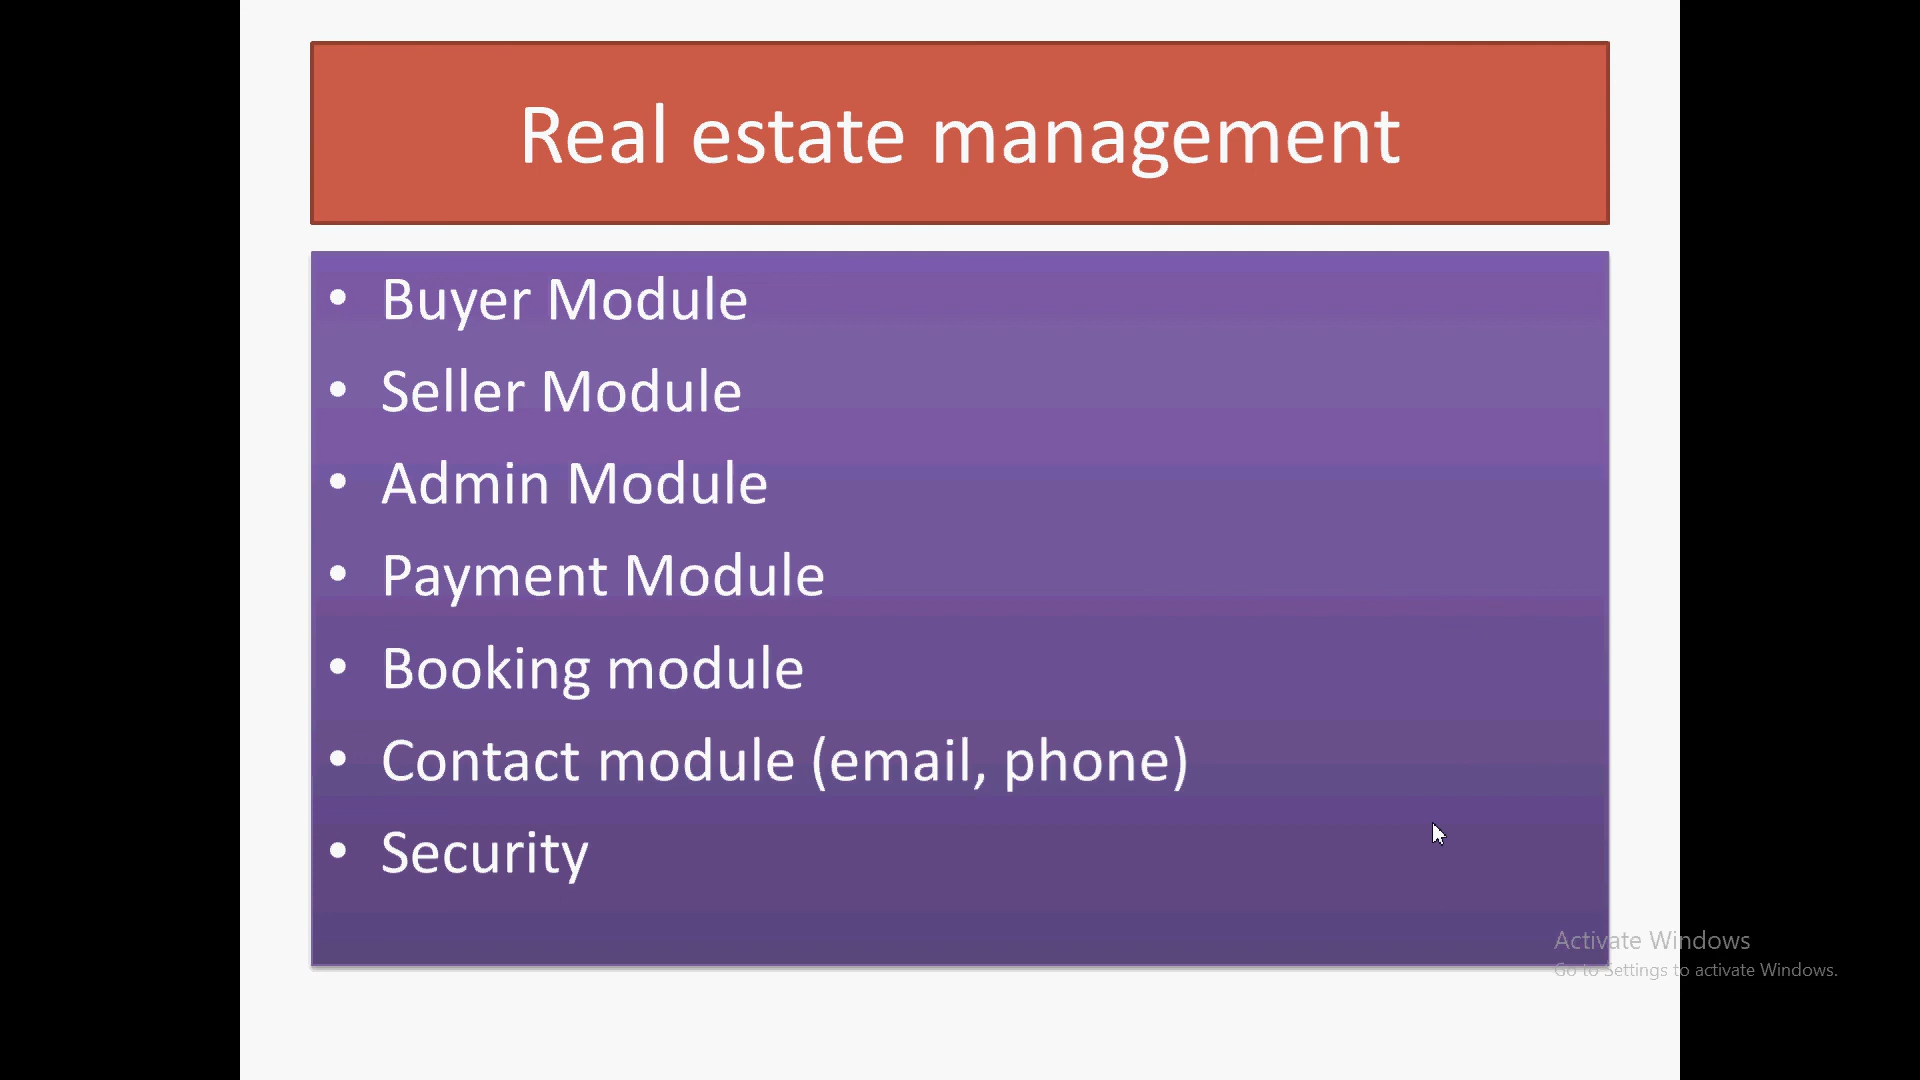 Real estate management
• Buyer Module
• Seller Module
• Admin Module
• Payment Module
• Booking module
• Contact module (email, phone)
• Security
Activate Windows
Go to Settings to activate Windows.